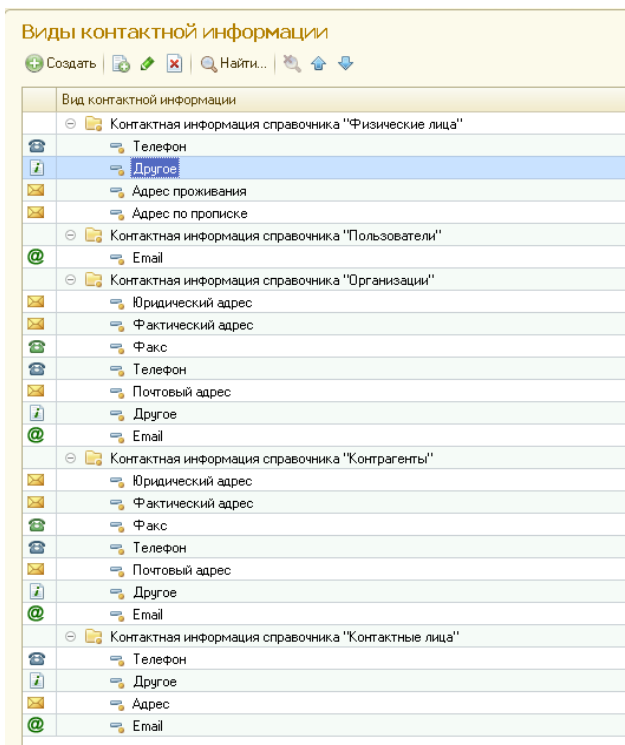 Виды контактной информации
Создать Найти...
Вид контактной информации
Контактная информация справочника "Физические лица"
Телефон
Другое
Адрес проживания
Адрес по прописке
Контактная информация справочника "Пользователи"
Email
Контактная информация справочника "Организации"
Юридический адрес
Фактический адрес
Факс
Телефон
Почтовый адрес
Другое
Email
Контактная информация справочника "Контрагенты"
Юридический адрес
Фактический адрес
Факс
Телефон
Почтовый адрес
Другое
Email
Контактная информация справочника "Контактные лица"
Телефон
Другое
Адрес
Email